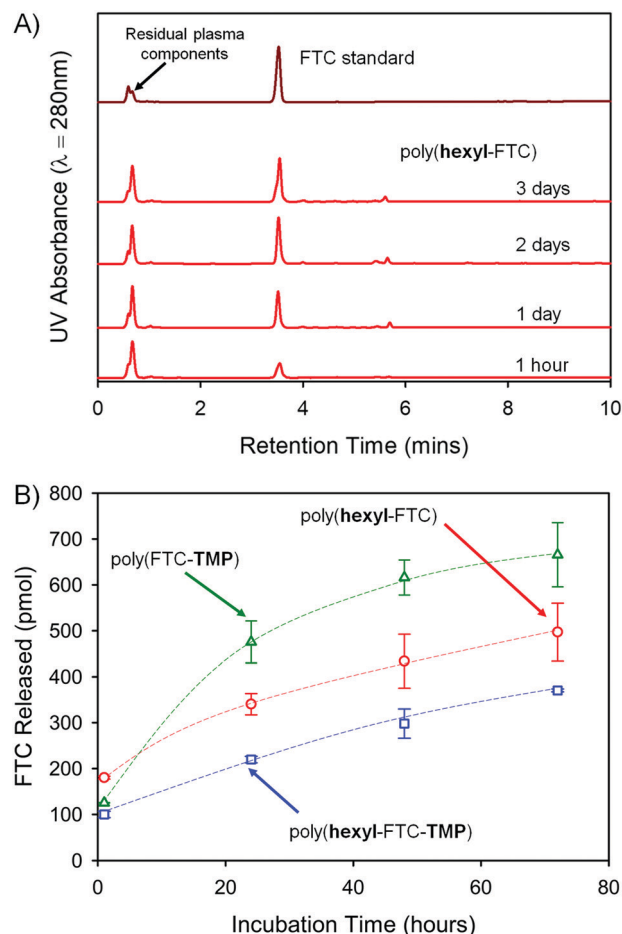 A)
Residual plasma
components
FTC standard
poly(hexyl-FTC)
3 days
2 days
1 day
1 hour
UV Absorbance (λ = 280nm)
0 2 4 6 8 10
Retention Time (mins)
B)
800
700
600
500
400
300
200
100
0
FTC Released (pmol)
poly(hexyl-FTC)
poly(FTC-TMP)
poly(hexyl-FTC-TMP)
0 20 40 60 80
Incubation Time (hours)